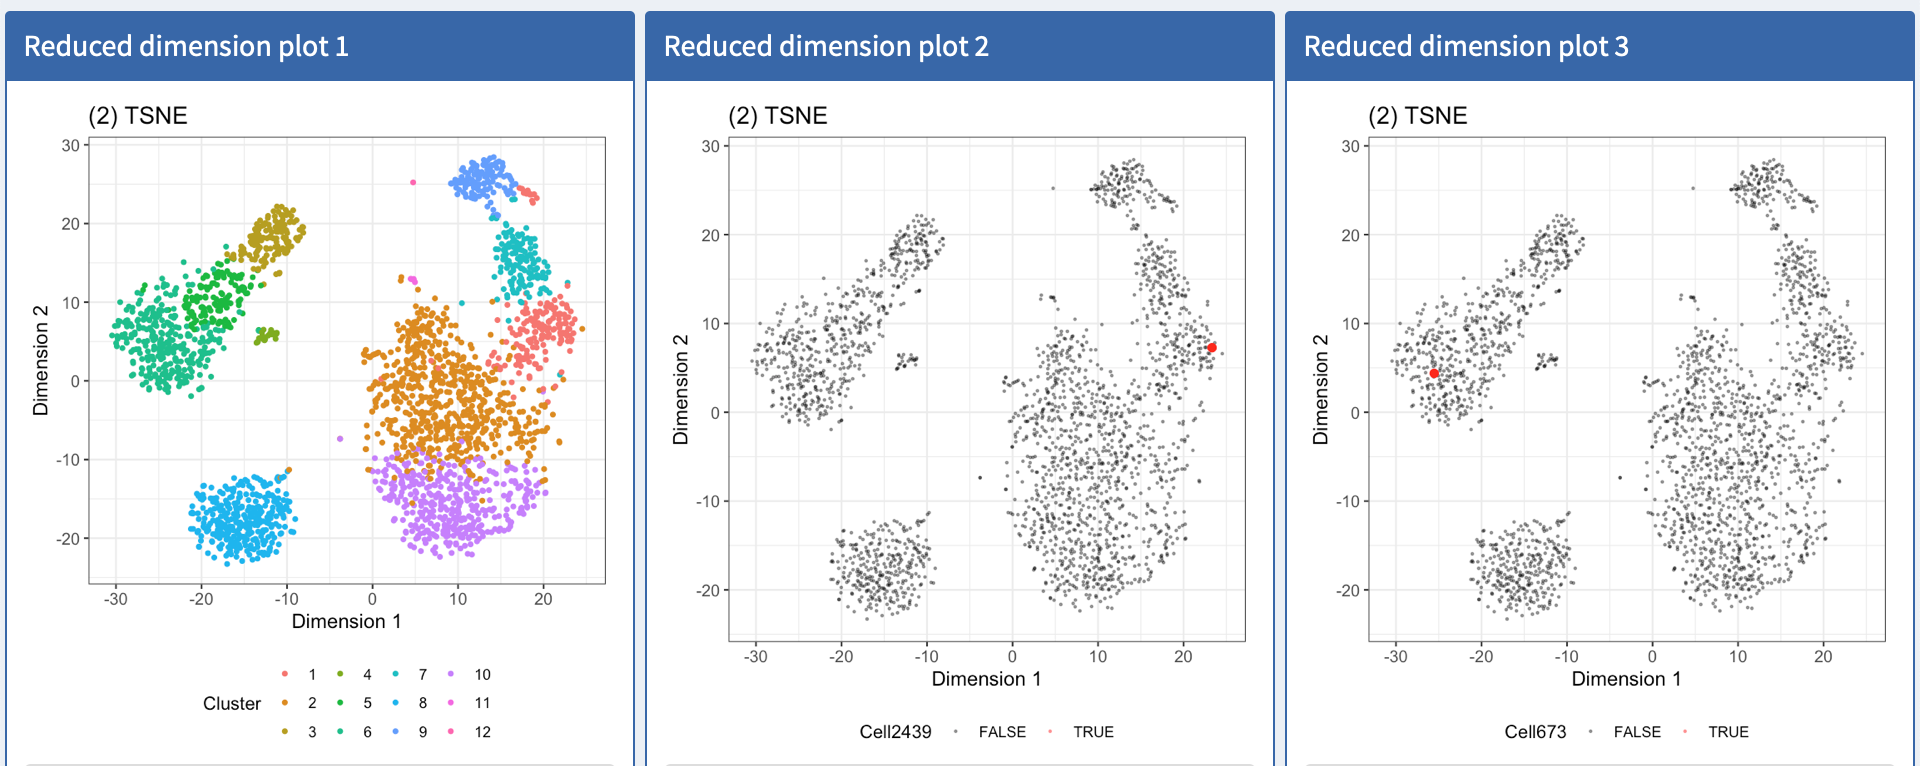 Reduced dimension plot 1
(2) TSNE
Dimension 2
30
20
10
0
-10
-20
-30
-20
-10
0
10
20
Dimension 1
Cluster
1
4
7
10
2
5
8
11
3
6
9
12
Reduced dimension plot 2
(2) TSNE
Dimension 2
30
20
10
0
-10
-20
-30
-20
-10
0
10
20
Dimension 1
Cell2439
FALSE
TRUE
Reduced dimension plot 3
(2) TSNE
Dimension 2
30
20
10
0
-10
-20
-30
-20
-10
0
10
20
Dimension 1
Cell673
FALSE
TRUE